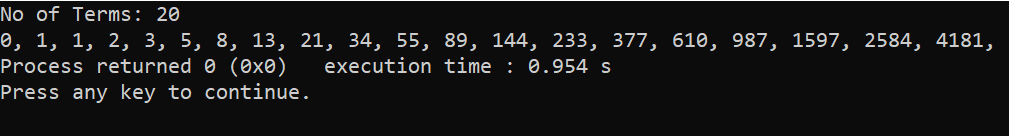 No of Terms: 20
0, 1, 1, 2, 3, 5, 8, 13, 21, 34, 55, 89, 144, 233, 377, 610, 987, 1597, 2584, 4181,
Process returned 0 (0x0)   execution time : 0.954 s
Press any key to continue.